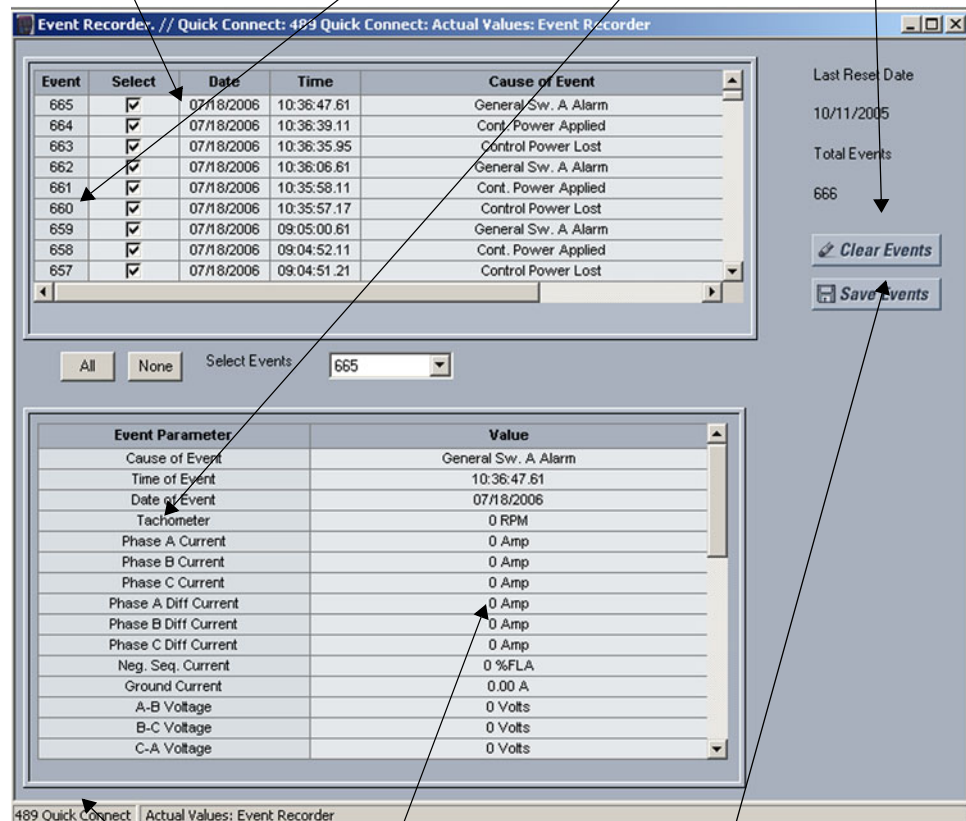 Event Recorder. // Quick Connect: 489 Quick Connect: Actual Values: Event Recorder
Event Select Date Time Cause of Event
665 07/18/2006 10:36:47.61 General Sw. A Alarm
664 07/18/2006 10:36:39.11 Cont. Power Applied
663 07/18/2006 10:36:35.95 Control Power Lost
662 07/18/2006 10:36:06.61 General Sw. A Alarm
661 07/18/2006 10:35:58.11 Cont. Power Applied
660 07/18/2006 10:35:57.17 Control Power Lost
659 07/18/2006 09:05:00.61 General Sw. A Alarm
658 07/18/2006 09:04:52.11 Cont. Power Applied
657 07/18/2006 09:04:51.21 Control Power Lost
Last Reset Date
10/11/2005
Total Events
666
Clear Events
Save Events
All None Select Events 665
Event Parameter Value
Cause of Event General Sw. A Alarm
Time of Event 10:36:47.61
Date of Event 07/18/2006
Tachometer 0 RPM
Phase A Current 0 Amp
Phase B Current 0 Amp
Phase C Current 0 Amp
Phase A Diff Current 0 Amp
Phase B Diff Current 0 Amp
Phase C Diff Current 0 Amp
Neg. Seq. Current 0 %FLA
Ground Current 0.00 A
A-B Voltage 0 Volts
B-C Voltage 0 Volts
C-A Voltage 0 Volts
489 Quick Connect Actual Values: Event Recorder